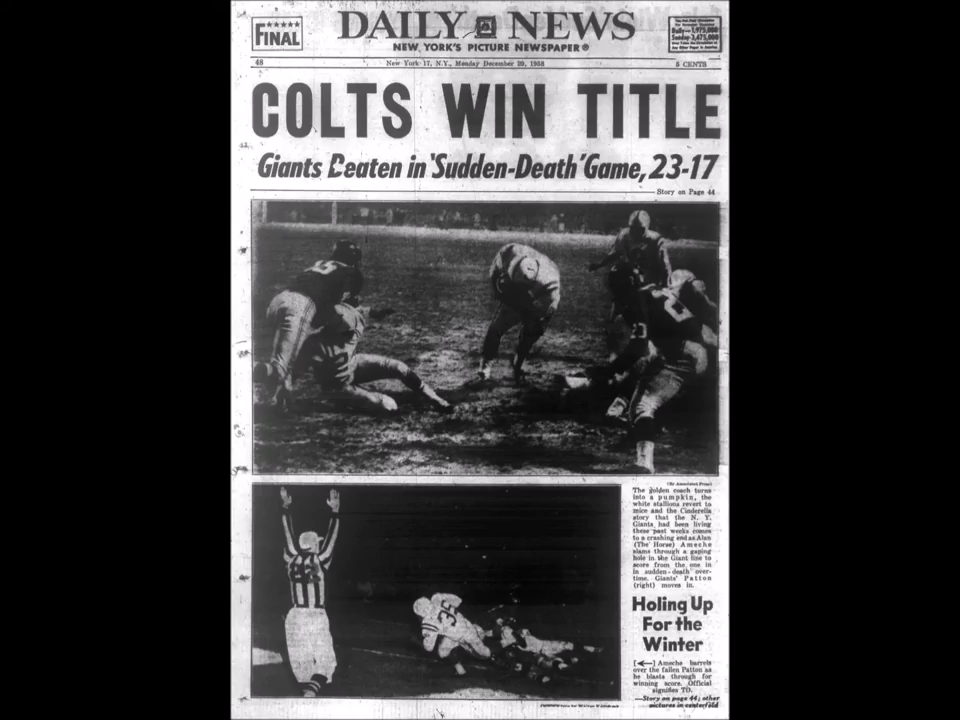 ★★★★★
FINAL
DAILY NEWS
NEW YORK'S PICTURE NEWSPAPER ®
48
New York 17, N.Y., Monday December 29, 1958
5 CENTS
COLTS WIN TITLE
Giants Beaten in 'Sudden-Death' Game, 23-17
Story on Page 44
(By Associated Press)
The golden coach turns
into a pumpkin, the
white stallions revert to
mice and the Cinderella
story that the N. Y.
Giants had been living
these past weeks comes
to a crashing end as Alan
(The Horse) Ameche
slams through a gaping
hole in the Giant line to
score from the one in
in sudden-death over-
time. Giants' Patton
(right) moves in.
Holing Up
For the
Winter
[←] Ameche barrels
over the fallen Patton as
he blasts through for
winning score. Official
signifies TD.
—Story on page 44; other
pictures in centerfold
35